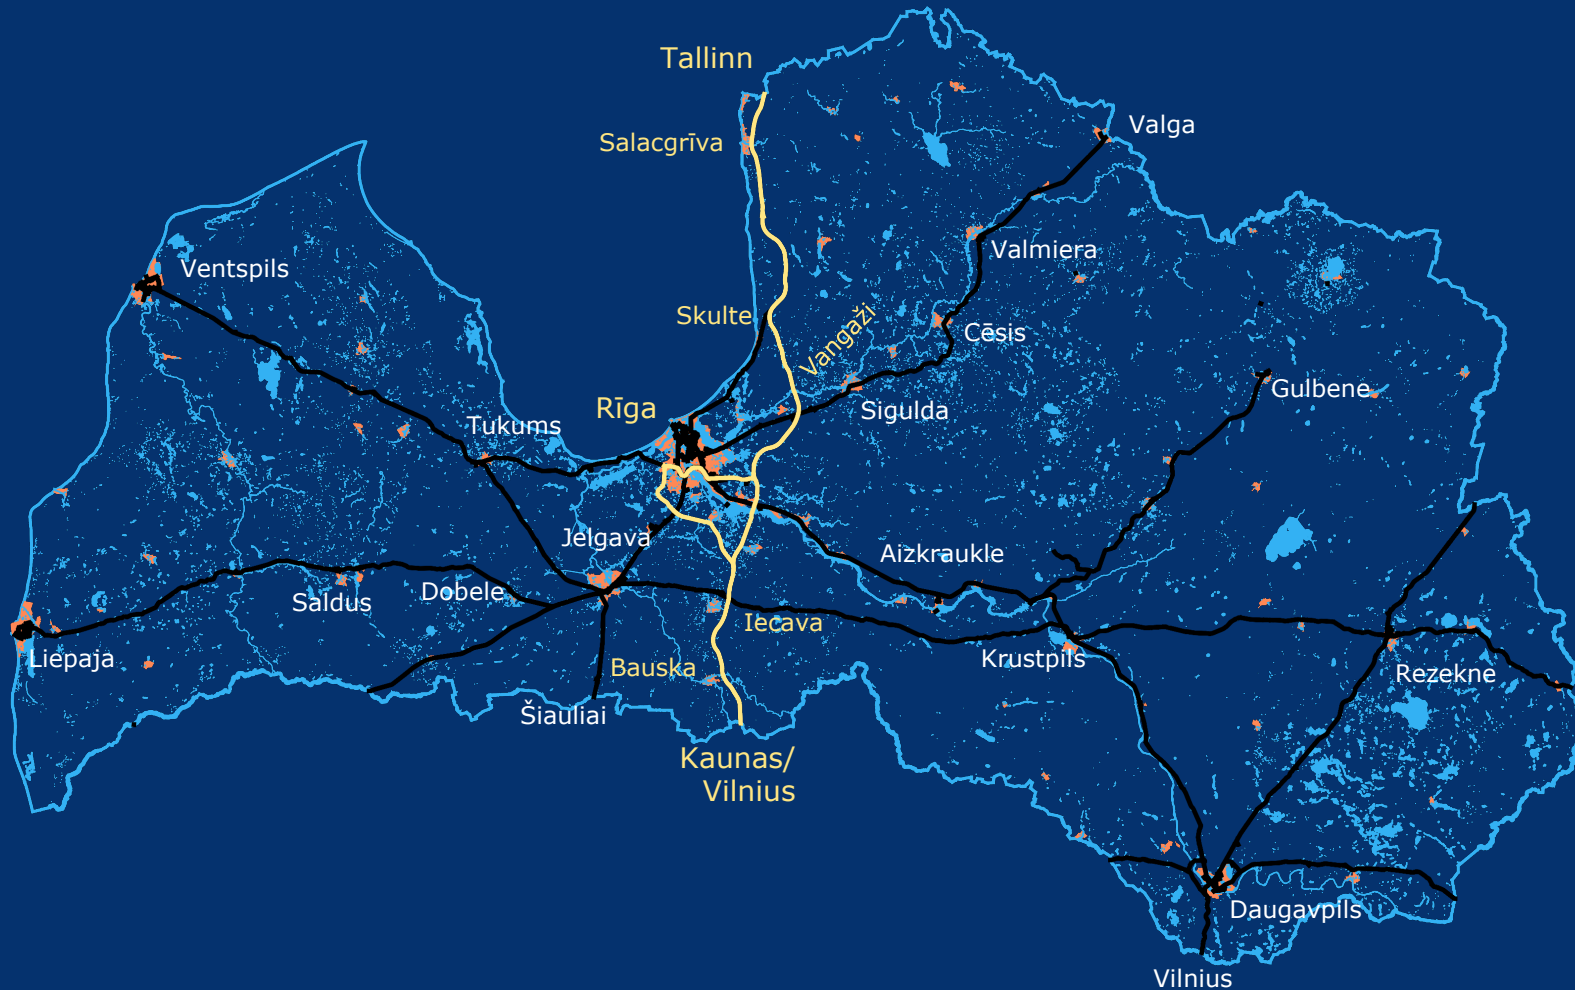 Tallinn
Valga
Salacgrīva
Valmiera
Ventspils
Skulte
Vangaži
Cēsis
Gulbene
Rīga
Sigulda
Tukums
Jelgava
Aizkraukle
Saldus
Dobele
Iecava
Liepaja
Bauska
Krustpils
Rezekne
Šiauliai
Kaunas/
Vilnius
Daugavpils
Vilnius